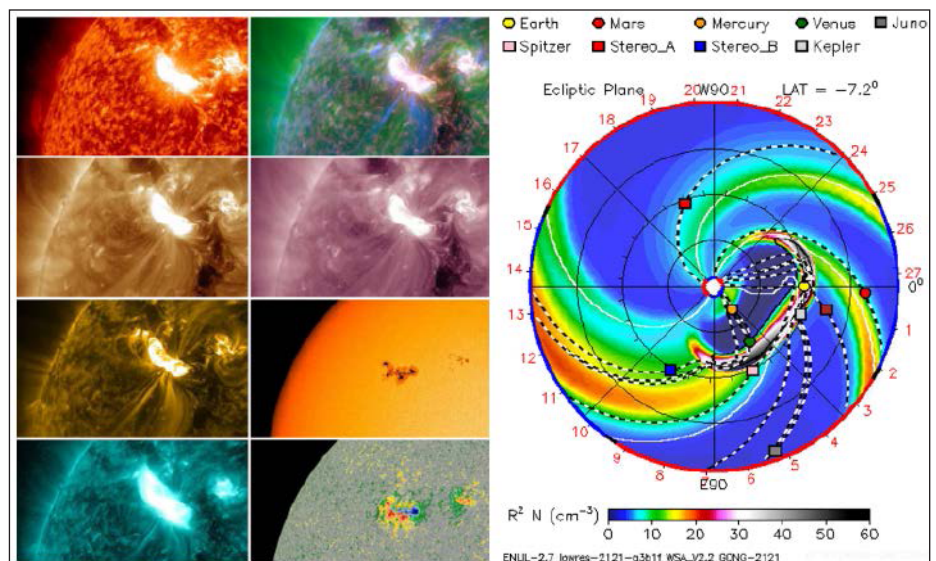 Earth Mars Mercury Venus Juno
Spitzer Stereo_A Stereo_B Kepler
Ecliptic Plane W90 LAT = −7.2⁰
20 21
19 22
18 23
17 24
16 25
15 26
14 27
0⁰
13 1
12 2
11 3
10 4
9 5
8 7 6
E90
R² N (cm⁻³)
0 10 20 30 40 50 60
ENLIL-2.7 lowres-2121-a3b1f WSA_V2.2 GONG-2121